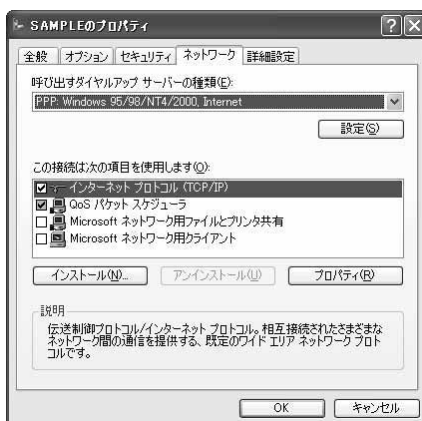 SAMPLEのプロパティ
全般 オプション セキュリティ ネットワーク 詳細設定
呼び出すダイヤルアップ サーバーの種類(E):
PPP: Windows 95/98/NT4/2000, Internet
設定(S)
この接続は次の項目を使用します(O):
インターネット プロトコル (TCP/IP)
QoS パケット スケジューラ
Microsoft ネットワーク用ファイルとプリンタ共有
Microsoft ネットワーク用クライアント
インストール(N)... アンインストール(U) プロパティ(R)
説明
伝送制御プロトコル/インターネット プロトコル。相互接続されたさまざまな
ネットワーク間の通信を提供する、既定のワイド エリア ネットワーク プロト
コルです。
OK キャンセル